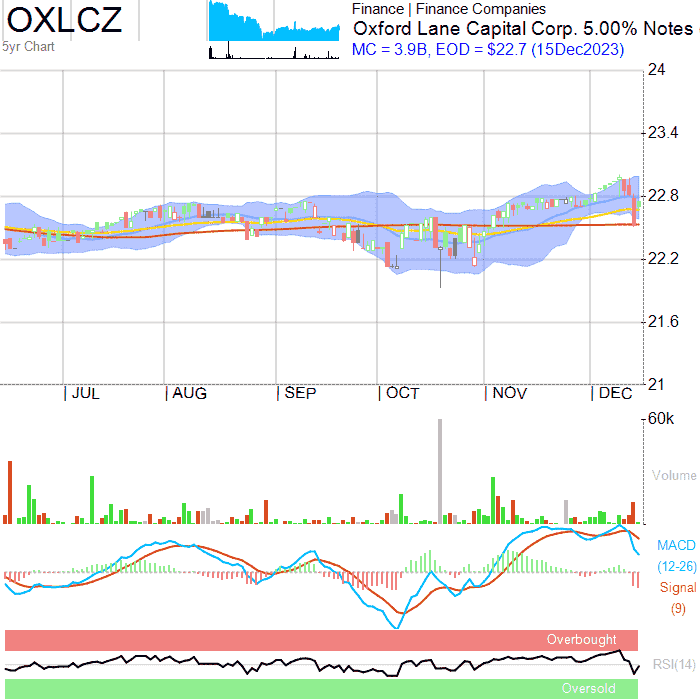 OXLCZ
5yr Chart
Finance | Finance Companies
Oxford Lane Capital Corp. 5.00% Notes
MC = 3.9B, EOD = $22.7 (15Dec2023)
24
23.4
22.8
22.2
21.6
21
JUL AUG SEP OCT NOV DEC
60k
Volume
MACD
(12-26)
Signal
(9)
Overbought
RSI(14)
Oversold